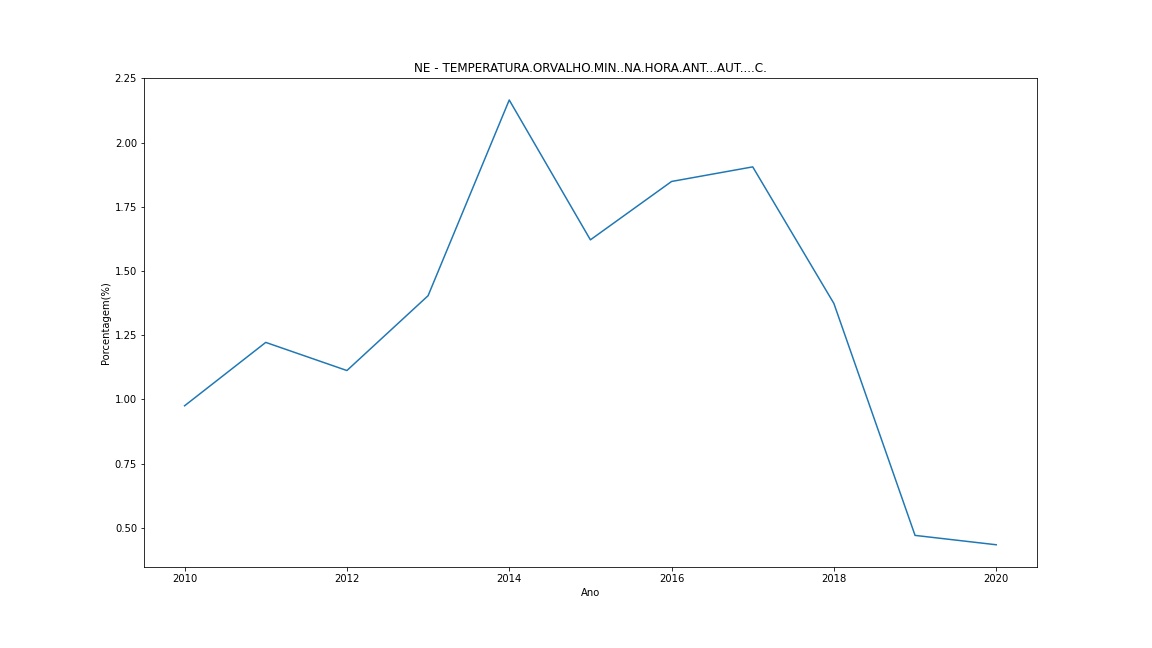 NE - TEMPERATURA.ORVALHO.MIN..NA.HORA.ANT...AUT....C.
2.25
2.00
1.75
1.50
1.25
1.00
0.75
0.50
Porcentagem(%)
2010 2012 2014 2016 2018 2020
Ano